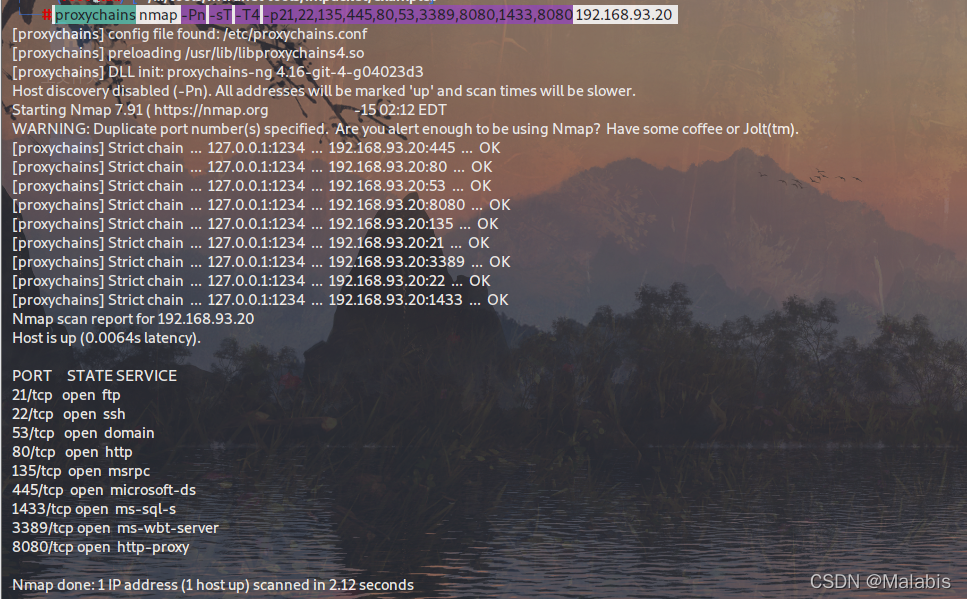 # proxychains nmap -Pn -sT -T4 -p21,22,135,445,80,53,3389,8080,1433,8080 192.168.93.20
[proxychains] config file found: /etc/proxychains.conf
[proxychains] preloading /usr/lib/libproxychains4.so
[proxychains] DLL init: proxychains-ng 4.16-git-4-g04023d3
Host discovery disabled (-Pn). All addresses will be marked 'up' and scan times will be slower.
Starting Nmap 7.91 ( https://nmap.org -15 02:12 EDT
WARNING: Duplicate port number(s) specified.  Are you alert enough to be using Nmap?  Have some coffee or Jolt(tm).
[proxychains] Strict chain  ...  127.0.0.1:1234  ...  192.168.93.20:445  ...  OK
[proxychains] Strict chain  ...  127.0.0.1:1234  ...  192.168.93.20:80  ...  OK
[proxychains] Strict chain  ...  127.0.0.1:1234  ...  192.168.93.20:53  ...  OK
[proxychains] Strict chain  ...  127.0.0.1:1234  ...  192.168.93.20:8080  ...  OK
[proxychains] Strict chain  ...  127.0.0.1:1234  ...  192.168.93.20:135  ...  OK
[proxychains] Strict chain  ...  127.0.0.1:1234  ...  192.168.93.20:21  ...  OK
[proxychains] Strict chain  ...  127.0.0.1:1234  ...  192.168.93.20:3389  ...  OK
[proxychains] Strict chain  ...  127.0.0.1:1234  ...  192.168.93.20:22  ...  OK
[proxychains] Strict chain  ...  127.0.0.1:1234  ...  192.168.93.20:1433  ...  OK
Nmap scan report for 192.168.93.20
Host is up (0.0064s latency).
PORT     STATE SERVICE
21/tcp   open  ftp
22/tcp   open  ssh
53/tcp   open  domain
80/tcp   open  http
135/tcp  open  msrpc
445/tcp  open  microsoft-ds
1433/tcp open  ms-sql-s
3389/tcp open  ms-wbt-server
8080/tcp open  http-proxy
Nmap done: 1 IP address (1 host up) scanned in 2.12 seconds
CSDN @Malabis